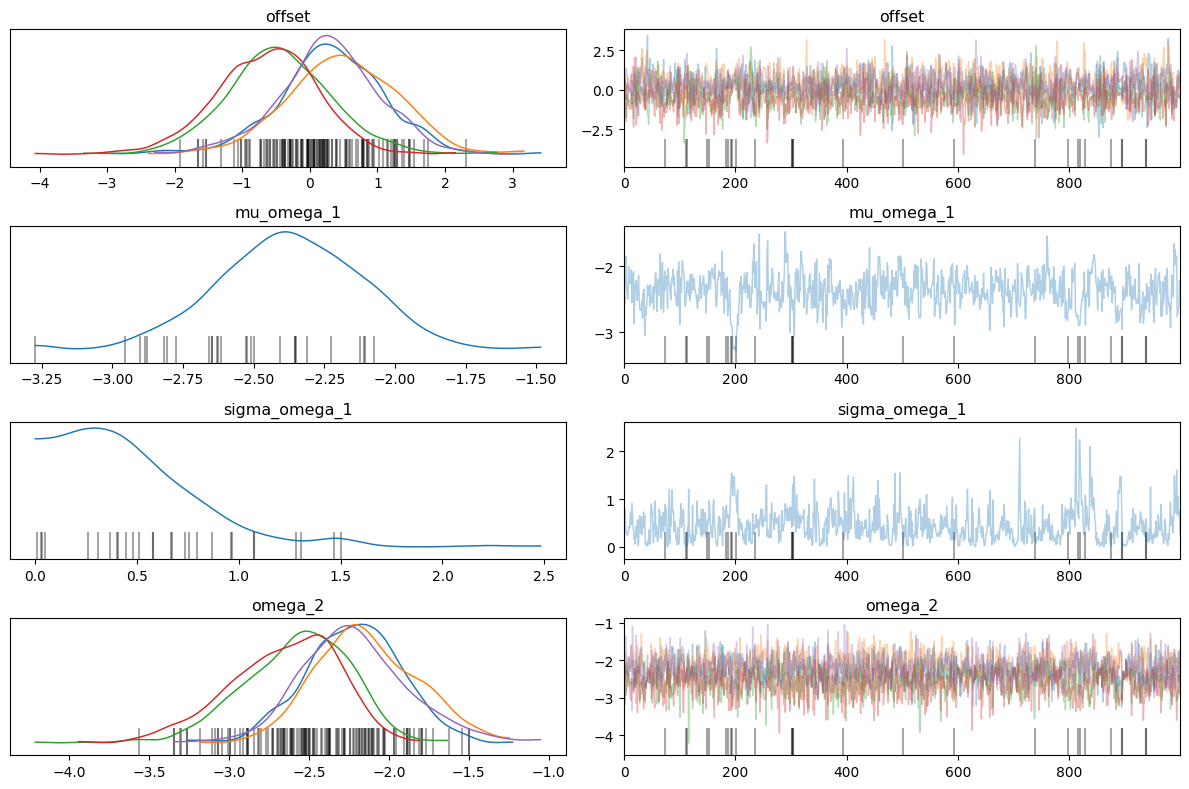 offset offset
2.5
0.0
−2.5
−4 −3 −2 −1 0 1 2 3 0 200 400 600 800
mu_omega_1 mu_omega_1
−2
−3
−3.25 −3.00 −2.75 −2.50 −2.25 −2.00 −1.75 −1.50 0 200 400 600 800
sigma_omega_1 sigma_omega_1
2
1
0
0.0 0.5 1.0 1.5 2.0 2.5 0 200 400 600 800
omega_2 omega_2
−1
−2
−3
−4
−4.0 −3.5 −3.0 −2.5 −2.0 −1.5 −1.0 0 200 400 600 800